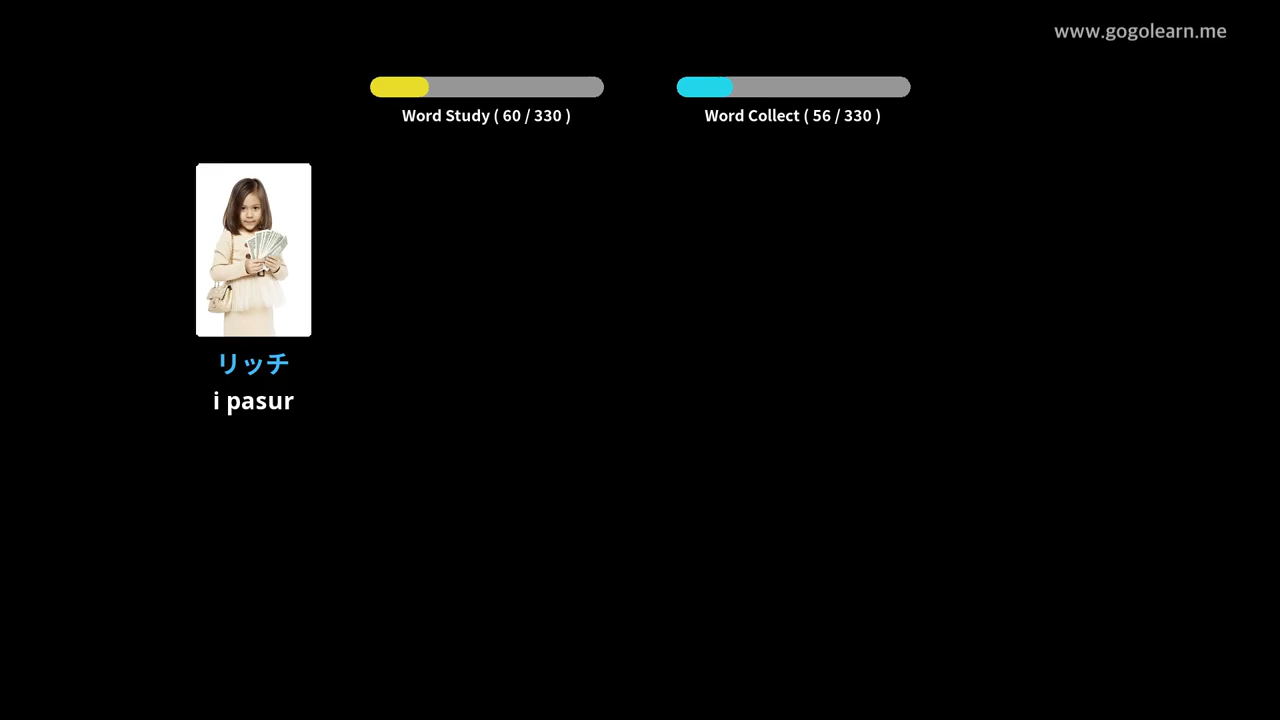 www.gogolearn.me
Word Study ( 60 / 330 )
Word Collect ( 56 / 330 )
リッチ
i pasur